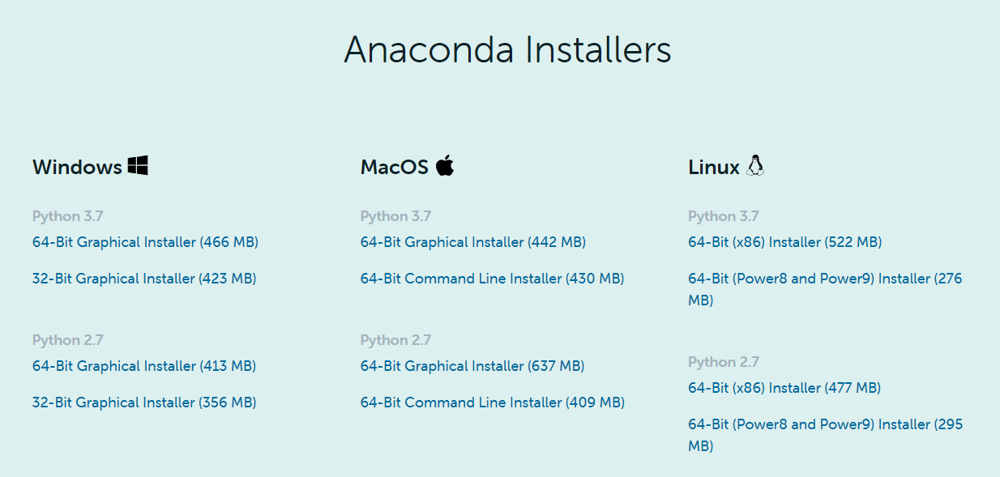 Anaconda Installers
Windows
Python 3.7
64-Bit Graphical Installer (466 MB)
32-Bit Graphical Installer (423 MB)
Python 2.7
64-Bit Graphical Installer (413 MB)
32-Bit Graphical Installer (356 MB)
MacOS
Python 3.7
64-Bit Graphical Installer (442 MB)
64-Bit Command Line Installer (430 MB)
Python 2.7
64-Bit Graphical Installer (637 MB)
64-Bit Command Line Installer (409 MB)
Linux
Python 3.7
64-Bit (x86) Installer (522 MB)
64-Bit (Power8 and Power9) Installer (276
MB)
Python 2.7
64-Bit (x86) Installer (477 MB)
64-Bit (Power8 and Power9) Installer (295
MB)